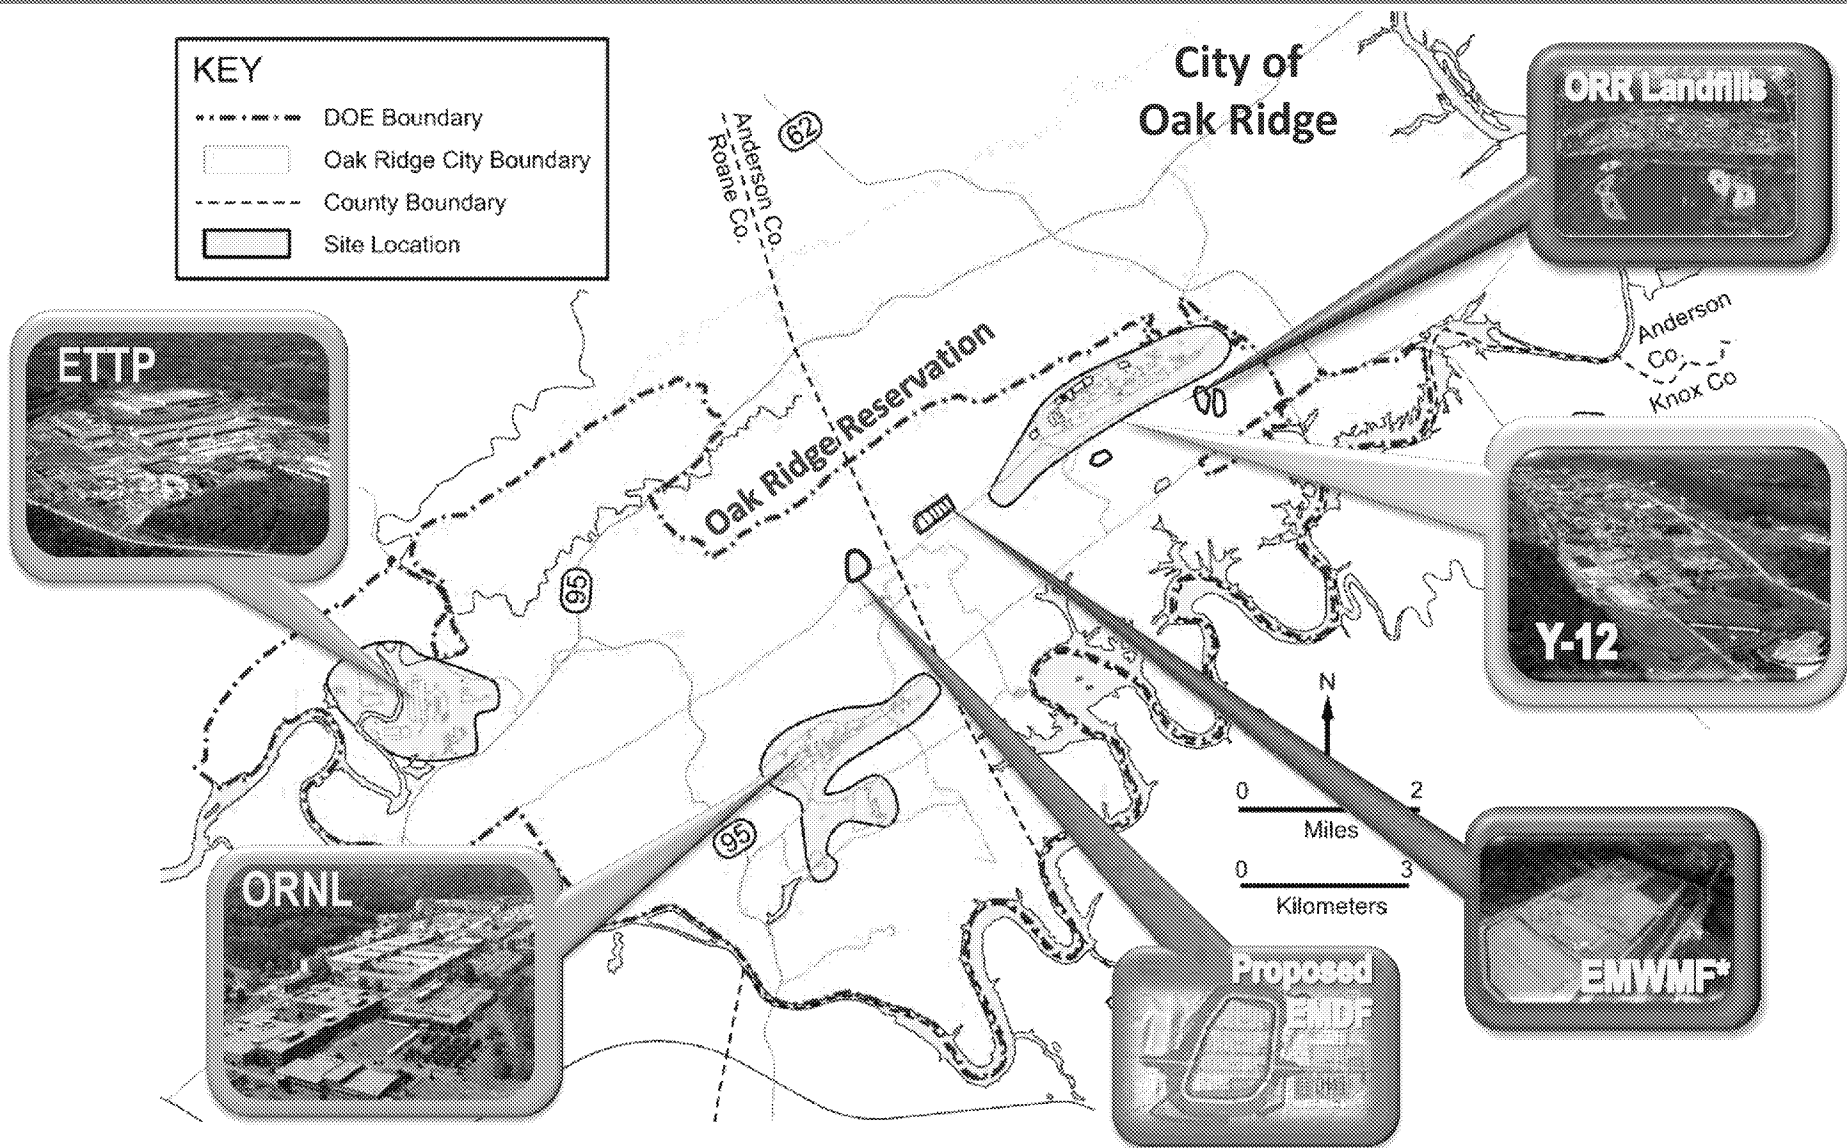 City of
Oak Ridge
KEY
DOE Boundary
Oak Ridge City Boundary
County Boundary
Site Location
Anderson Co.
Roane Co.
62
ORR Landfills
Anderson
Co.
Knox Co
ETTP
Oak Ridge Reservation
95
Y-12
N
0 2
Miles
0 3
Kilometers
95
ORNL
EMWMF*
Proposed
EMDF